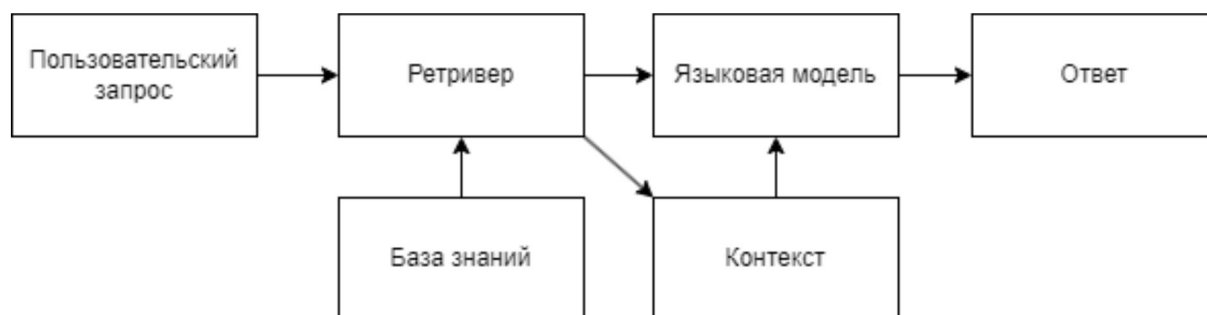 Пользовательский
запрос
Ретривер
Языковая модель
Ответ
База знаний
Контекст